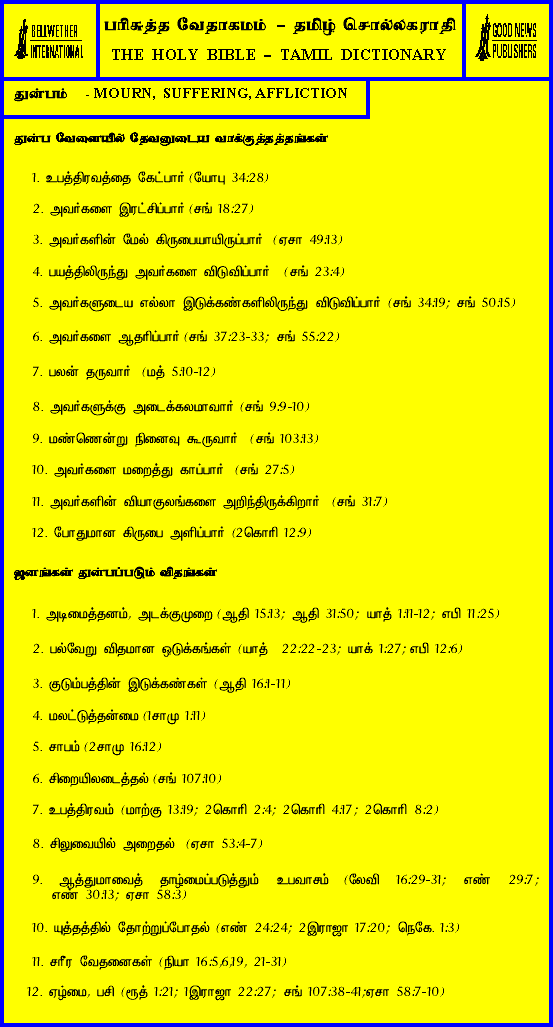 BELLWETHER
INTERNATIONAL
பரிசுத்த வேதாகமம் – தமிழ் சொல்லகராதி
THE HOLY BIBLE – TAMIL DICTIONARY
GOOD NEWS
PUBLISHERS
துன்பம் - MOURN, SUFFERING, AFFLICTION
துன்ப வேளையில் தேவனுடைய வாக்குத்தத்தங்கள்
1. உபத்திரவத்தை கேட்பார் (யோபு 34:28)
2. அவர்களை இரட்சிப்பார் (சங் 18:27)
3. அவர்களின் மேல் கிருபையாயிருப்பார் (ஏசா 49:13)
4. பயத்திலிருந்து அவர்களை விடுவிப்பார் (சங் 23:4)
5. அவர்களுடைய எல்லா இடுக்கண்களிலிருந்து விடுவிப்பார் (சங் 34:19; சங் 50:15)
6. அவர்களை ஆதரிப்பார் (சங் 37:23-33; சங் 55:22)
7. பலன் தருவார் (மத் 5:10-12)
8. அவர்களுக்கு அடைக்கலமாவார் (சங் 9:9-10)
9. மண்ணென்று நினைவு கூருவார் (சங் 103:13)
10. அவர்களை மறைத்து காப்பார் (சங் 27:5)
11. அவர்களின் வியாகுலங்களை அறிந்திருக்கிறார் (சங் 31:7)
12. போதுமான கிருபை அளிப்பார் (2கொரி 12:9)
ஜனங்கள் துன்பப்படும் விதங்கள்
1. அடிமைத்தனம், அடக்குமுறை (ஆதி 15:13; ஆதி 31:50; யாத் 1:11-12; எபி 11:25)
2. பல்வேறு விதமான ஒடுக்கங்கள் (யாத் 22:22-23; யாக் 1:27; எபி 12:6)
3. குடும்பத்தின் இடுக்கண்கள் (ஆதி 16:1-11)
4. மலட்டுத்தன்மை (1சாமு 1:11)
5. சாபம் (2சாமு 16:12)
6. சிறையிலடைத்தல் (சங் 107:10)
7. உபத்திரவம் (மாற்கு 13:19; 2கொரி 2:4; 2கொரி 4:17; 2கொரி 8:2)
8. சிலுவையில் அறைதல் (ஏசா 53:4-7)
9. ஆத்துமாவைத் தாழ்மைப்படுத்தும் உபவாசம் (லேவி 16:29-31; எண் 29:7;
எண் 30:13; ஏசா 58:3)
10. யுத்தத்தில் தோற்றுப்போதல் (எண் 24:24; 2இராஜா 17:20; நெகே. 1:3)
11. சரீர வேதனைகள் (நியா 16:5,6,19, 21-31)
12. ஏழ்மை, பசி (ரூத் 1:21; 1இராஜா 22:27; சங் 107:38-41;ஏசா 58:7-10)